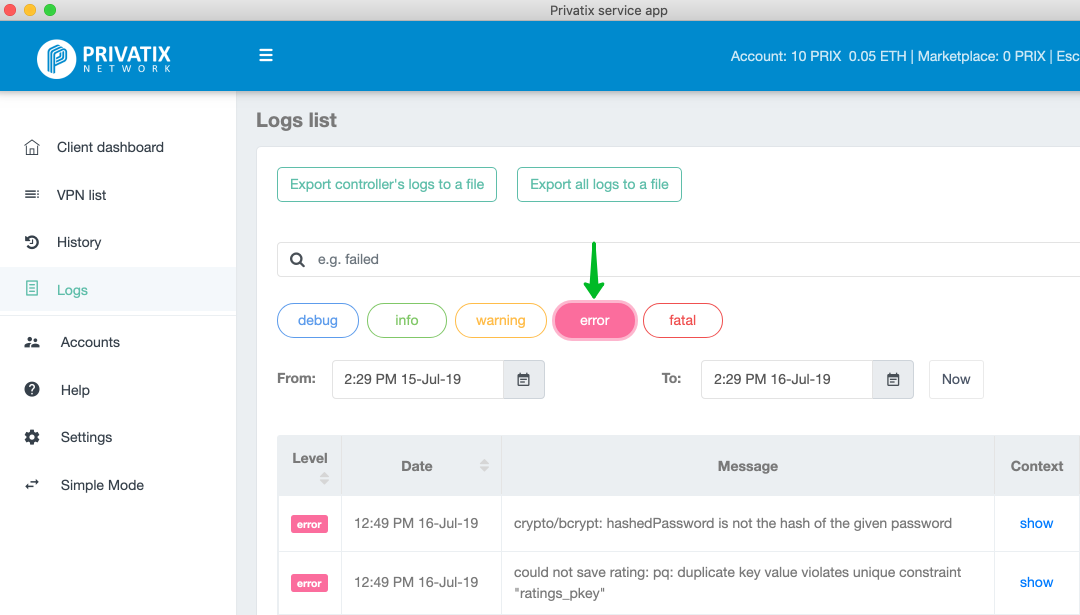 Privatix service app
PRIVATIX
NETWORK
Account: 10 PRIX 0.05 ETH | Marketplace: 0 PRIX | Esc
Client dashboard
VPN list
History
Logs
Accounts
Help
Settings
Simple Mode
Logs list
Export controller's logs to a file
Export all logs to a file
e.g. failed
debug
info
warning
error
fatal
From:
2:29 PM 15-Jul-19
To:
2:29 PM 16-Jul-19
Now
Level
Date
Message
Context
error
12:49 PM 16-Jul-19
crypto/bcrypt: hashedPassword is not the hash of the given password
show
error
12:49 PM 16-Jul-19
could not save rating: pq: duplicate key value violates unique constraint
"ratings_pkey"
show